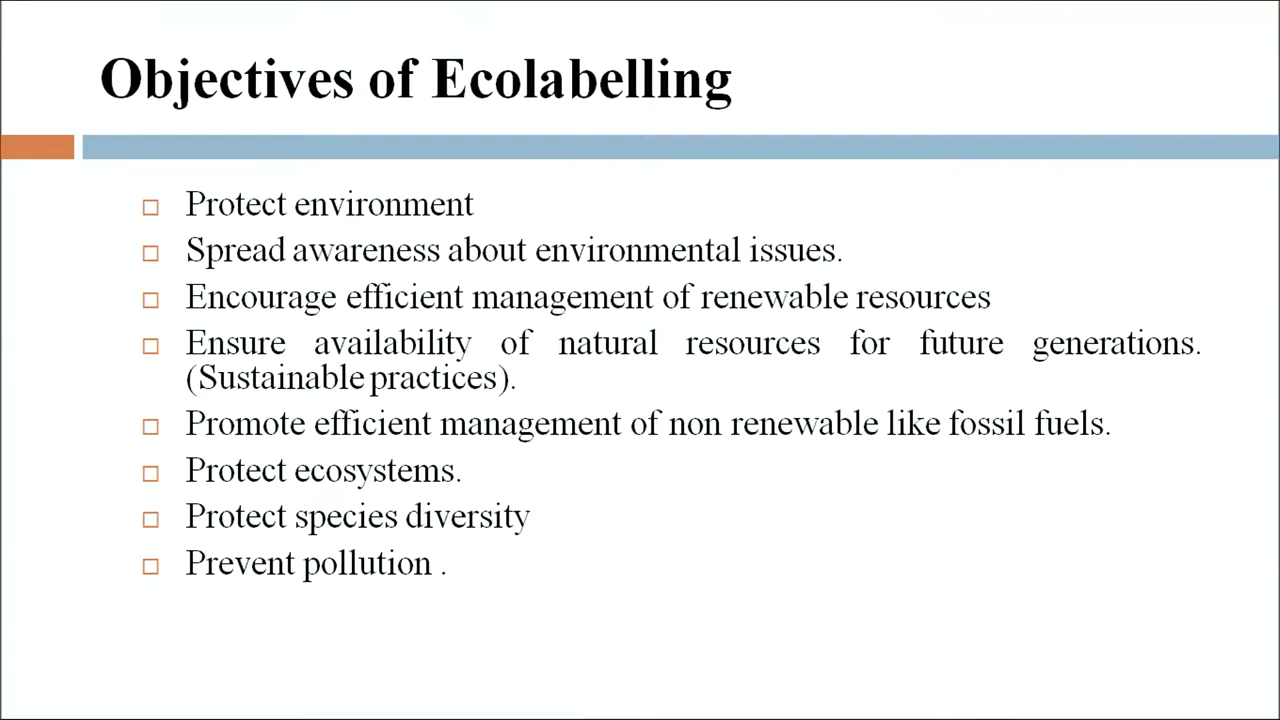 Objectives of Ecolabelling
Protect environment
Spread awareness about environmental issues.
Encourage efficient management of renewable resources
Ensure availability of natural resources for future generations.
(Sustainable practices).
Promote efficient management of non renewable like fossil fuels.
Protect ecosystems.
Protect species diversity
Prevent pollution .